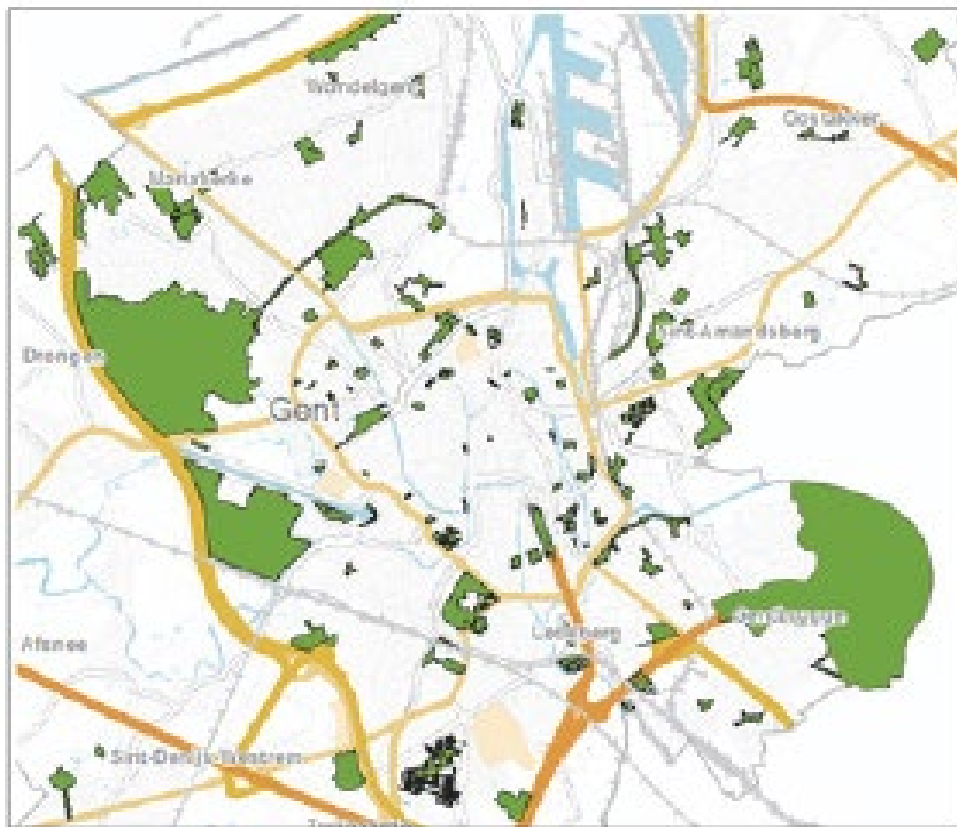 Wondelgem
Oostakker
Mariakerke
Sint-Amandsberg
Drongen
Gent
Gentbrugge
Ledeberg
Afsnee
Sint-Denijs-Westrem